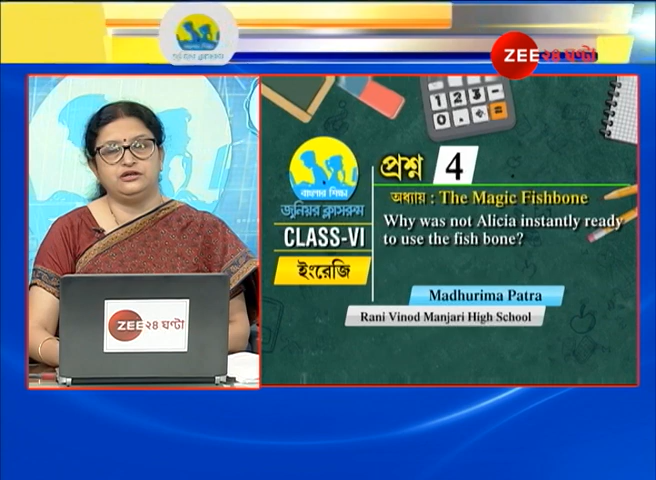 ZEE ২৪ ঘণ্টা
প্রশ্ন 4
অধ্যায় : The Magic Fishbone
Why was not Alicia instantly ready
to use the fish bone?
বাংলার শিক্ষা
জুনিয়র ক্লাসরুম
CLASS-VI
ইংরেজি
Madhurima Patra
Rani Vinod Manjari High School
ZEE ২৪ ঘণ্টা